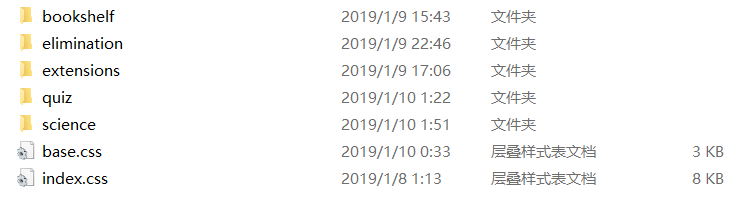 bookshelf 2019/1/9 15:43 文件夹
elimination 2019/1/9 22:46 文件夹
extensions 2019/1/9 17:06 文件夹
quiz 2019/1/10 1:22 文件夹
science 2019/1/10 1:51 文件夹
base.css 2019/1/10 0:33 层叠样式表文档 3 KB
index.css 2019/1/8 1:13 层叠样式表文档 8 KB